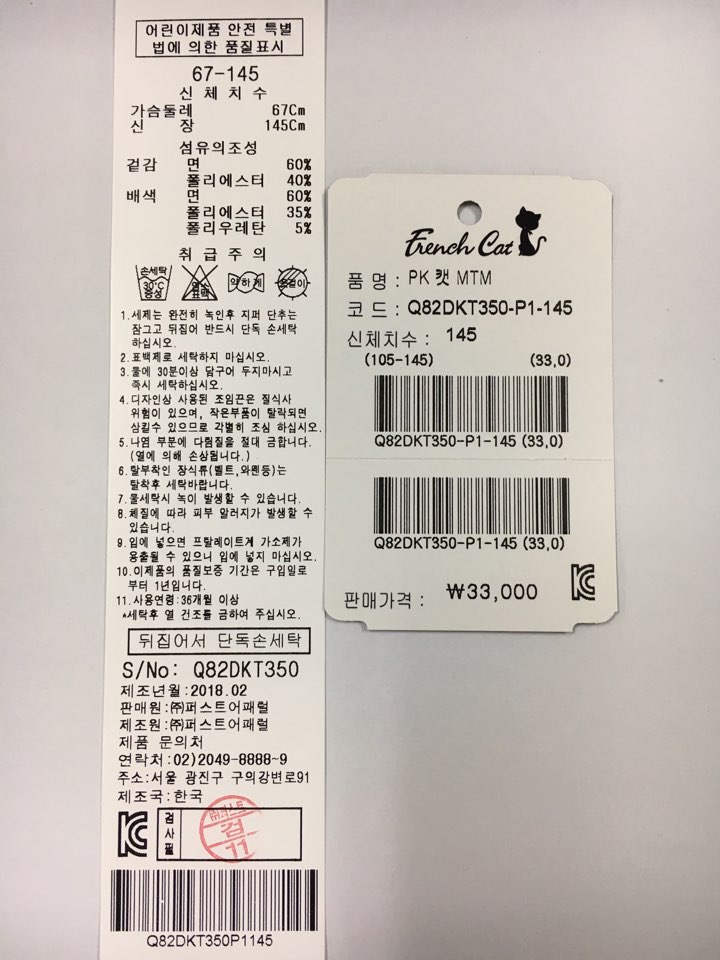 어린이제품 안전 특별
법에 의한 품질표시
67-145
신 체 치 수
가슴둘레 67Cm
신 장 145Cm
섬유의조성
겉감 면 60%
폴리에스터 40%
배색 면 60%
폴리에스터 35%
폴리우레탄 5%
취 급 주 의
손세탁 30℃ 중성
염소 표백
약하게
옷걸이
1.세제는 완전히 녹인후 지퍼 단추는
잠그고 뒤집어 반드시 단독 손세탁
하십시오.
2.표백제로 세탁하지 마십시오.
3.물에 30분이상 담구어 두지마시고
즉시 세탁하십시오.
4.디자인상 사용된 조임끈은 질식사
위험이 있으며, 작은부품이 탈락되면
삼킬수 있으므로 각별히 조심 하십시오.
5.나염 부분에 다림질을 절대 금합니다.
(열에 의해 손상됩니다.)
6.탈부착인 장식류(벨트,와펜등)는
탈착후 세탁바랍니다.
7.물세탁시 녹이 발생할 수 있습니다.
8.체질에 따라 피부 알러지가 발생할 수
있습니다.
9.입에 넣으면 프탈레이트계 가소제가
용출될 수 있으니 입에 넣지 마십시오.
10.이제품의 품질보증 기간은 구입일로
부터 1년입니다.
11.사용연령:36개월 이상
*세탁후 열 건조를 금하여 주십시오.
뒤집어서 단독손세탁
S/No: Q82DKT350
제조년월:2018.02
판매원:㈜퍼스트어패럴
제조원:㈜퍼스트어패럴
제품 문의처
연락처:02)2049-8888~9
주소:서울 광진구 구의강변로91
제조국:한국
검사필
검
11
Q82DKT350P1145
French Cat
품 명 : PK 캣 MTM
코 드 : Q82DKT350-P1-145
신체치수 : 145
(105-145) (33,0)
Q82DKT350-P1-145 (33,0)
Q82DKT350-P1-145 (33,0)
판매가격 : ₩33,000